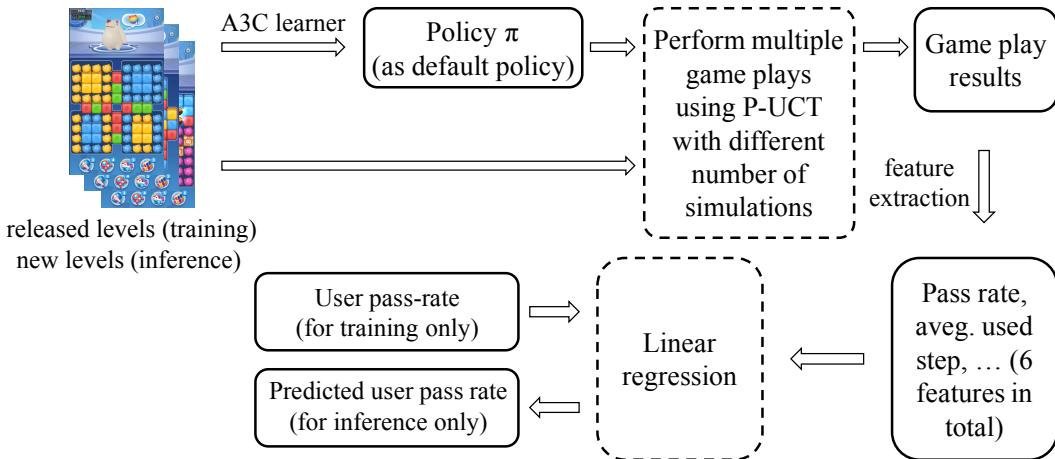 A3C learner
Policy π
(as default policy)
Perform multiple
game plays
using P-UCT
with different
number of
simulations
Game play
results
released levels (training)
new levels (inference)
feature
extraction
User pass-rate
(for training only)
Predicted user pass rate
(for inference only)
Linear
regression
Pass rate,
aveg. used
step, … (6
features in
total)